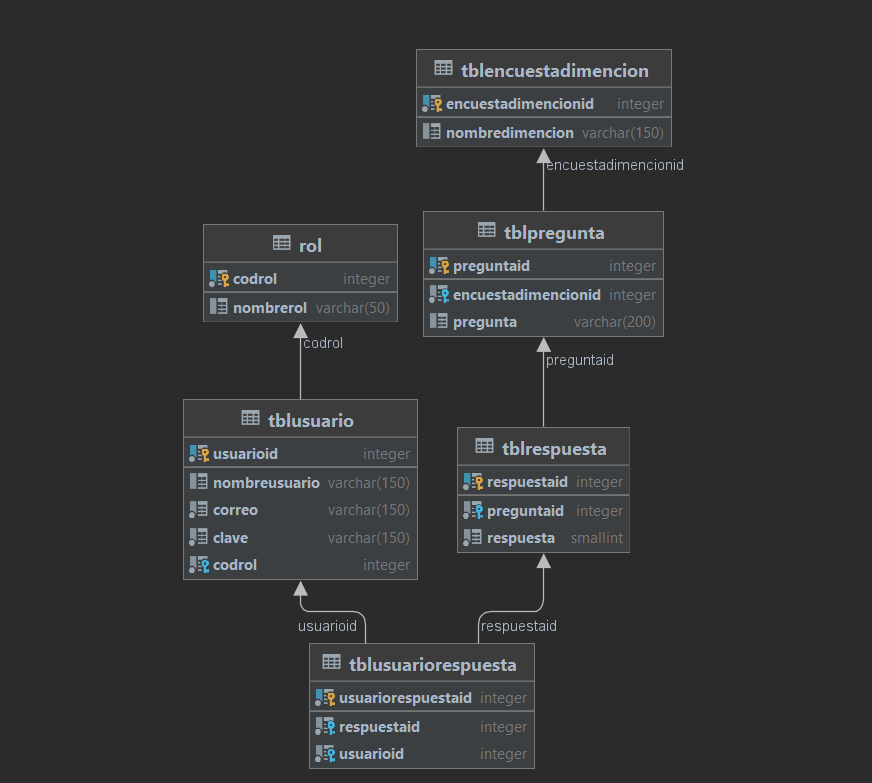 tblencuestadimencion
encuestadimencionid integer
nombredimencion varchar(150)
encuestadimencionid
tblpregunta
preguntaid integer
encuestadimencionid integer
pregunta varchar(200)
rol
codrol integer
nombrerol varchar(50)
codrol
preguntaid
tblusuario
usuarioid integer
nombreusuario varchar(150)
correo varchar(150)
clave varchar(150)
codrol integer
tblrespuesta
respuestaid integer
preguntaid integer
respuesta smallint
usuarioid
respuestaid
tblusuariorespuesta
usuariorespuestaid integer
respuestaid integer
usuarioid integer